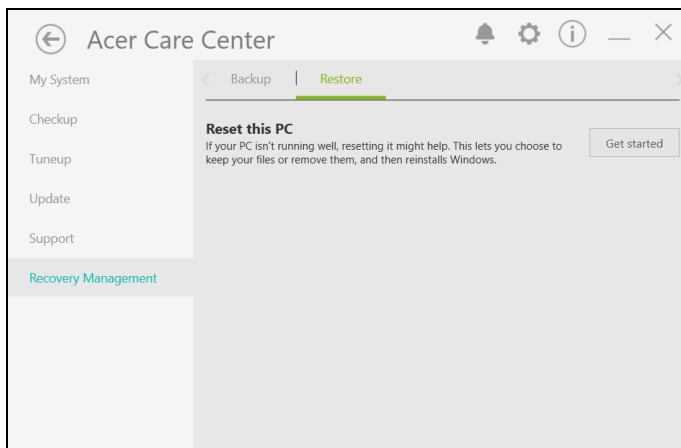 Acer Care Center
My System
Checkup
Tuneup
Update
Support
Recovery Management
Backup | Restore
Reset this PC
If your PC isn't running well, resetting it might help. This lets you choose to
keep your files or remove them, and then reinstalls Windows.
Get started